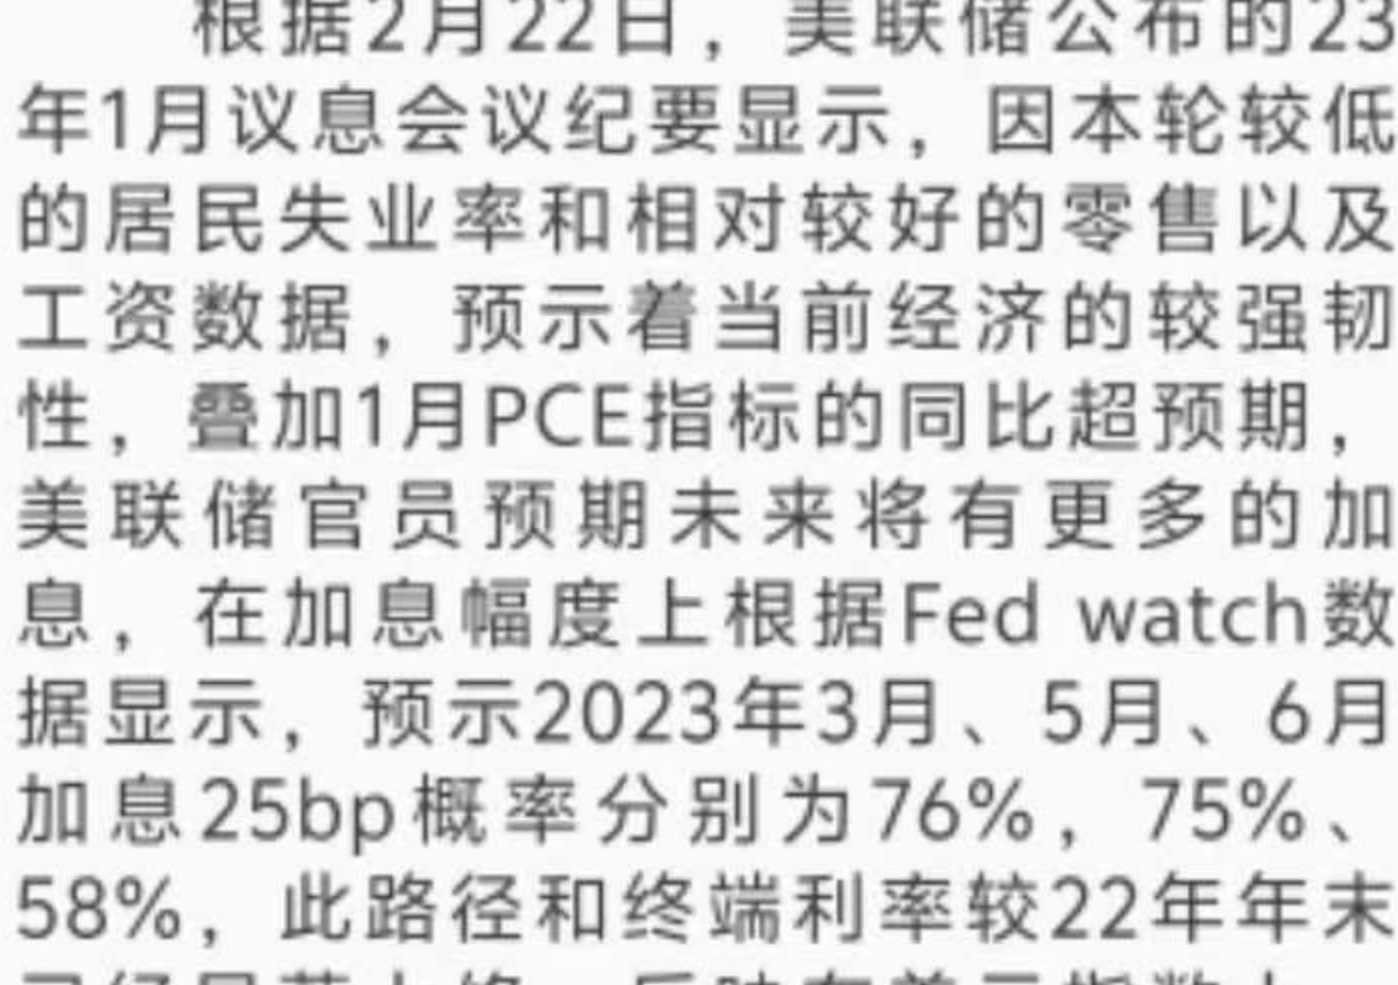 根据2月22日，美联储公布的23
年1月议息会议纪要显示，因本轮较低
的居民失业率和相对较好的零售以及
工资数据，预示着当前经济的较强韧
性，叠加1月PCE指标的同比超预期，
美联储官员预期未来将有更多的加
息，在加息幅度上根据Fed watch数
据显示，预示2023年3月、5月、6月
加息25bp概率分别为76%，75%、
58%，此路径和终端利率较22年年末